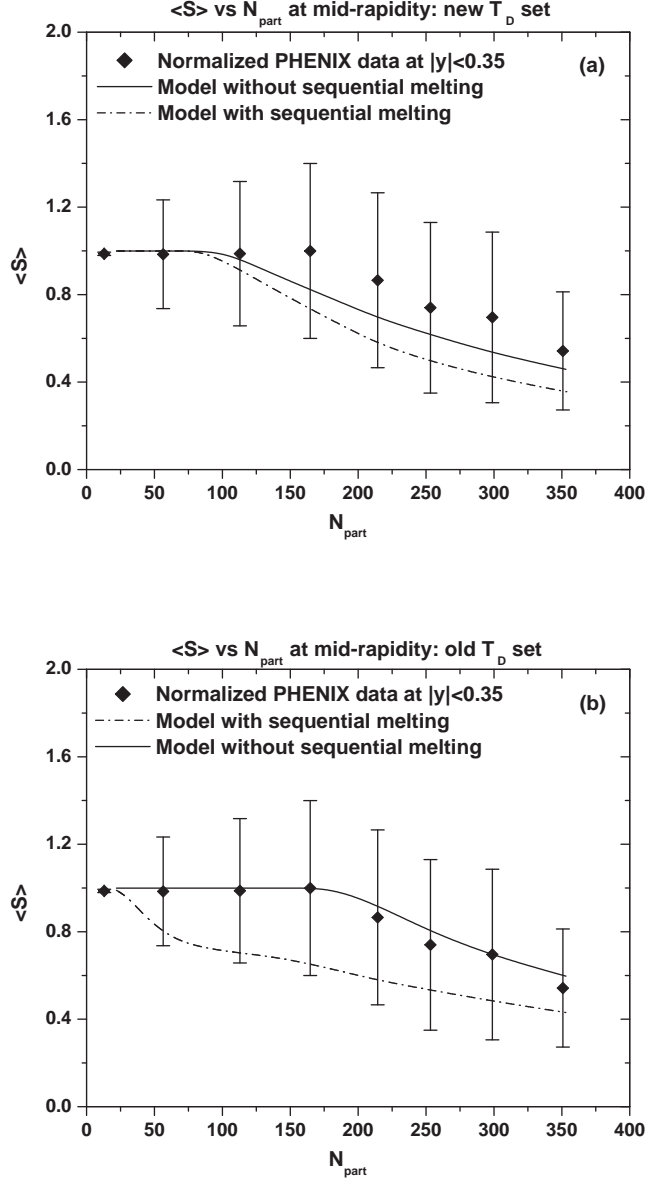 <S> vs N_part at mid-rapidity: new T_D set
2.0
Normalized PHENIX data at |y|<0.35
(a)
Model without sequential melting
1.6
Model with sequential melting
1.2
<S>
0.8
0.4
0.0
0 50 100 150 200 250 300 350 400
N_part
<S> vs N_part at mid-rapidity: old T_D set
2.0
Normalized PHENIX data at |y|<0.35
(b)
Model with sequential melting
1.6
Model without sequential melting
1.2
<S>
0.8
0.4
0.0
0 50 100 150 200 250 300 350 400
N_part